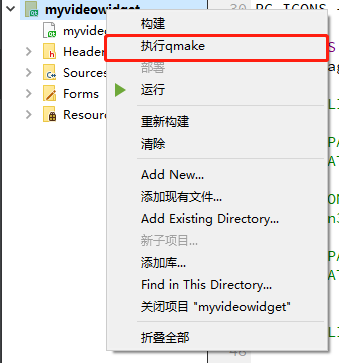 myvideowidget
myvide
Header
Sources
Forms
Resour
构建
执行qmake
部署
运行
重新构建
清除
Add New...
添加现有文件...
Add Existing Directory...
新子项目...
添加库...
Find in This Directory...
关闭项目 "myvideowidget"
折叠全部
30
RC_ICONS
48